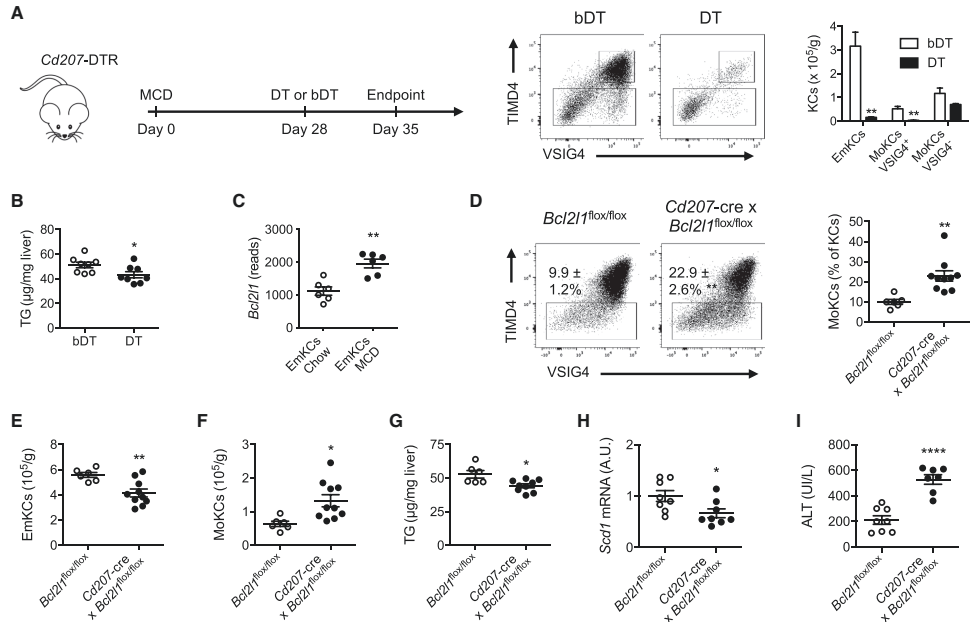 A
Cd207-DTR
MCD
DT or bDT
Endpoint
Day 0
Day 28
Day 35
bDT
DT
TIMD4
VSIG4
KCs (x 10⁵/g)
4
3
2
1
0
bDT
DT
**
**
EmKCs
MoKCs VSIG4⁺
MoKCs VSIG4⁻
B
TG (µg/mg liver)
80
60
40
20
0
*
bDT
DT
C
Bcl2l1 (reads)
3000
2000
1000
0
**
EmKCs Chow
EmKCs MCD
D
Bcl2l1flox/flox
Cd207-cre x
Bcl2l1flox/flox
9.9 ±
1.2%
22.9 ±
2.6% **
TIMD4
VSIG4
MoKCs (% of KCs)
50
40
30
20
10
0
**
Bcl2l1flox/flox
Cd207-cre
x Bcl2l1flox/flox
E
EmKCs (10⁵/g)
8
6
4
2
0
**
Bcl2l1flox/flox
Cd207-cre
x Bcl2l1flox/flox
F
MoKCs (10⁵/g)
3
2
1
0
*
Bcl2l1flox/flox
Cd207-cre
x Bcl2l1flox/flox
G
TG (µg/mg liver)
75
50
25
0
*
Bcl2l1flox/flox
Cd207-cre
x Bcl2l1flox/flox
H
Scd1 mRNA (A.U.)
2
1
0
*
Bcl2l1flox/flox
Cd207-cre
x Bcl2l1flox/flox
I
ALT (UI/L)
800
600
400
200
0
****
Bcl2l1flox/flox
Cd207-cre
x Bcl2l1flox/flox